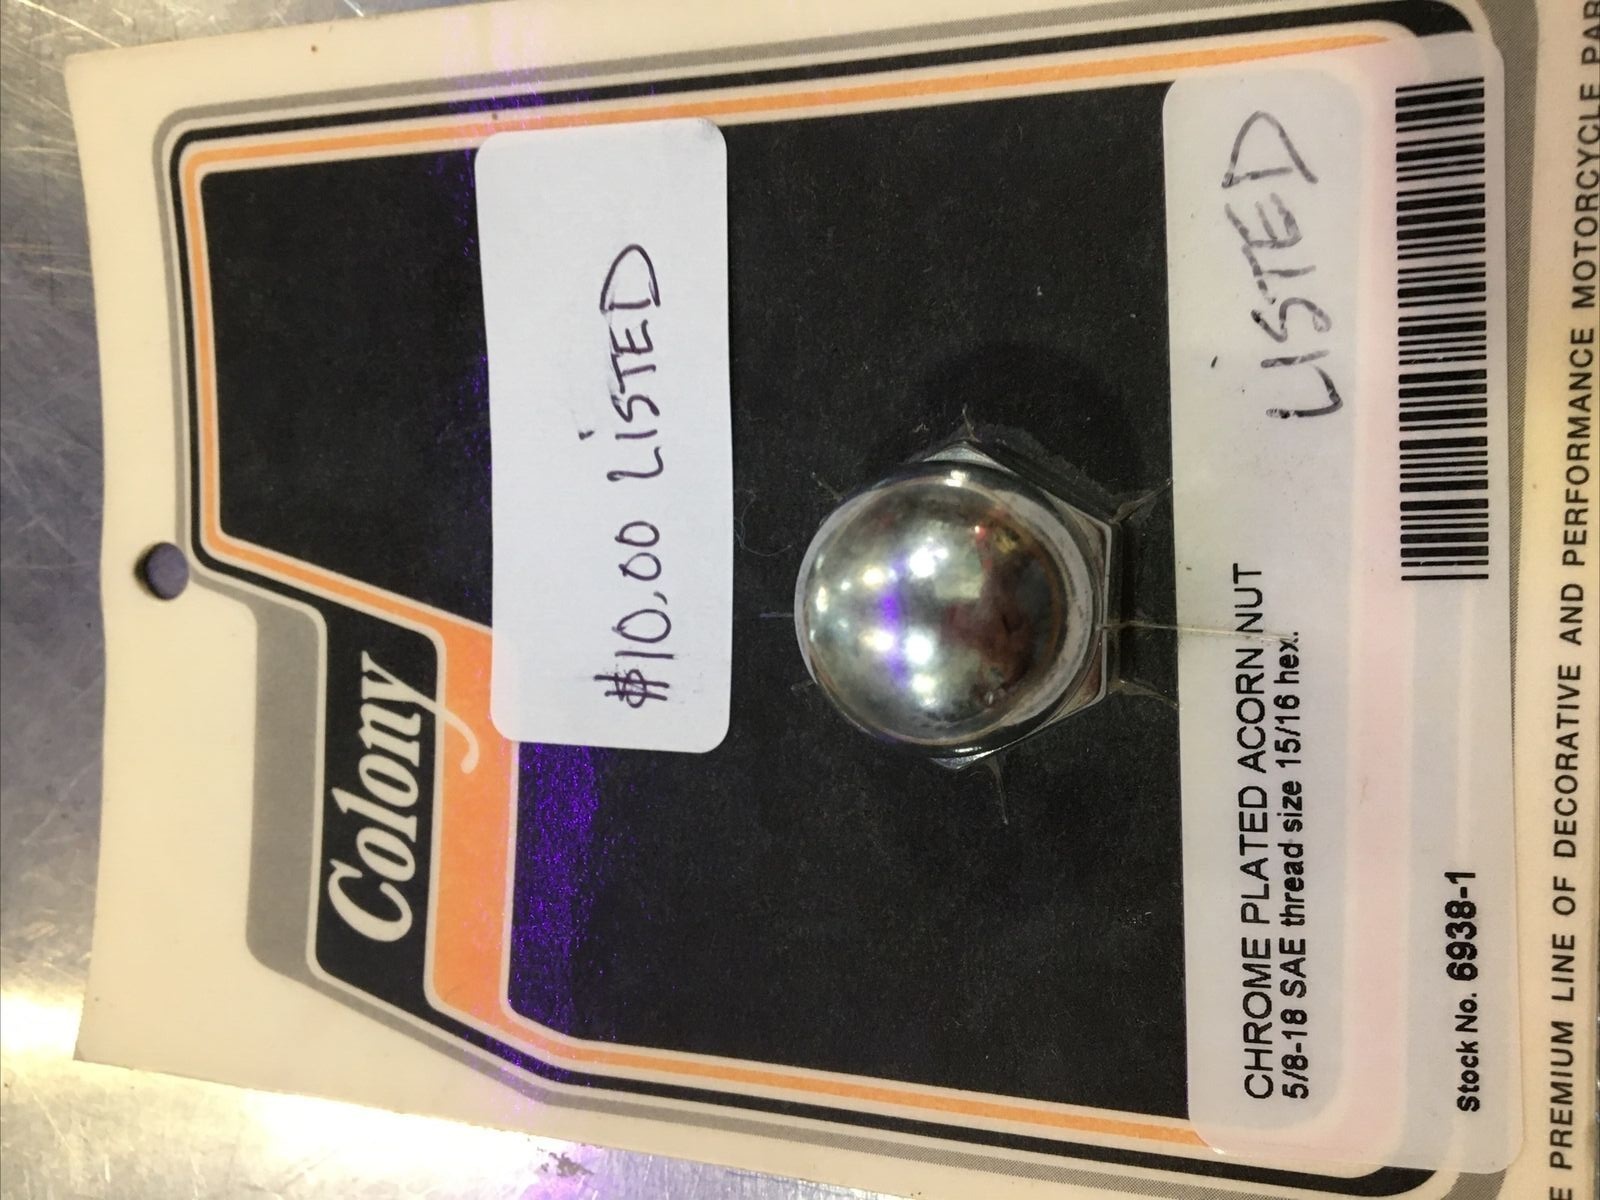 Colony
$10.00 LISTED
CHROME PLATED ACORN NUT
5/8-18 SAE thread size 15/16 hex.
LISTED
Stock No. 6938-1
PREMIUM LINE OF DECORATIVE AND PERFORMANCE MOTORCYCLE